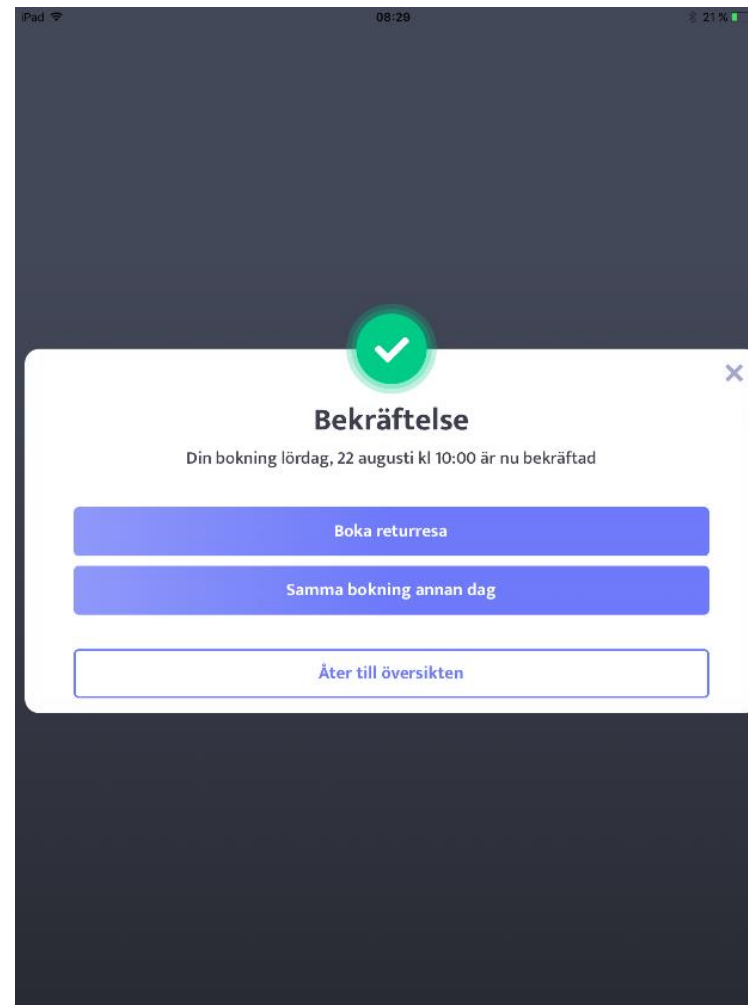 iPad 08:29 21 %
Bekräftelse
Din bokning lördag, 22 augusti kl 10:00 är nu bekräftad
Boka returresa
Samma bokning annan dag
Åter till översikten